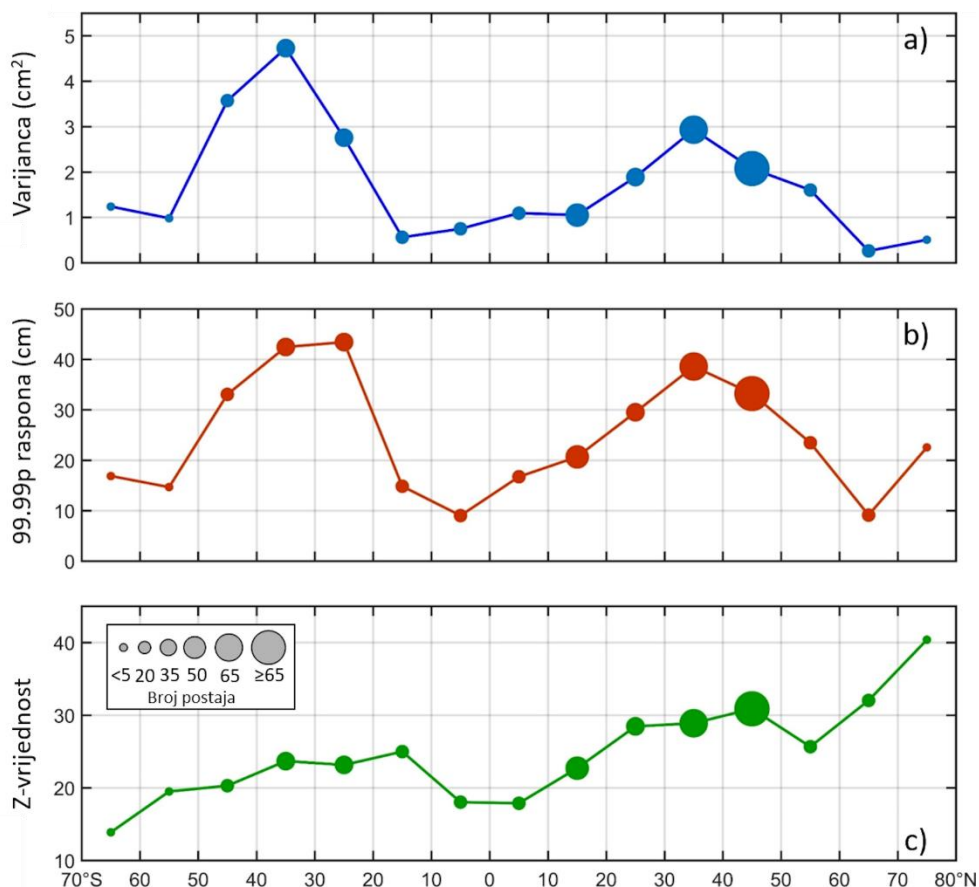 a)
Varijanca (cm²)
5
4
3
2
1
0
b)
99.99p raspona (cm)
50
40
30
20
10
0
c)
Z-vrijednost
40
30
20
10
<5 20 35 50 65 ≥65
Broj postaja
70°S 60 50 40 30 20 10 0 10 20 30 40 50 60 70 80°N